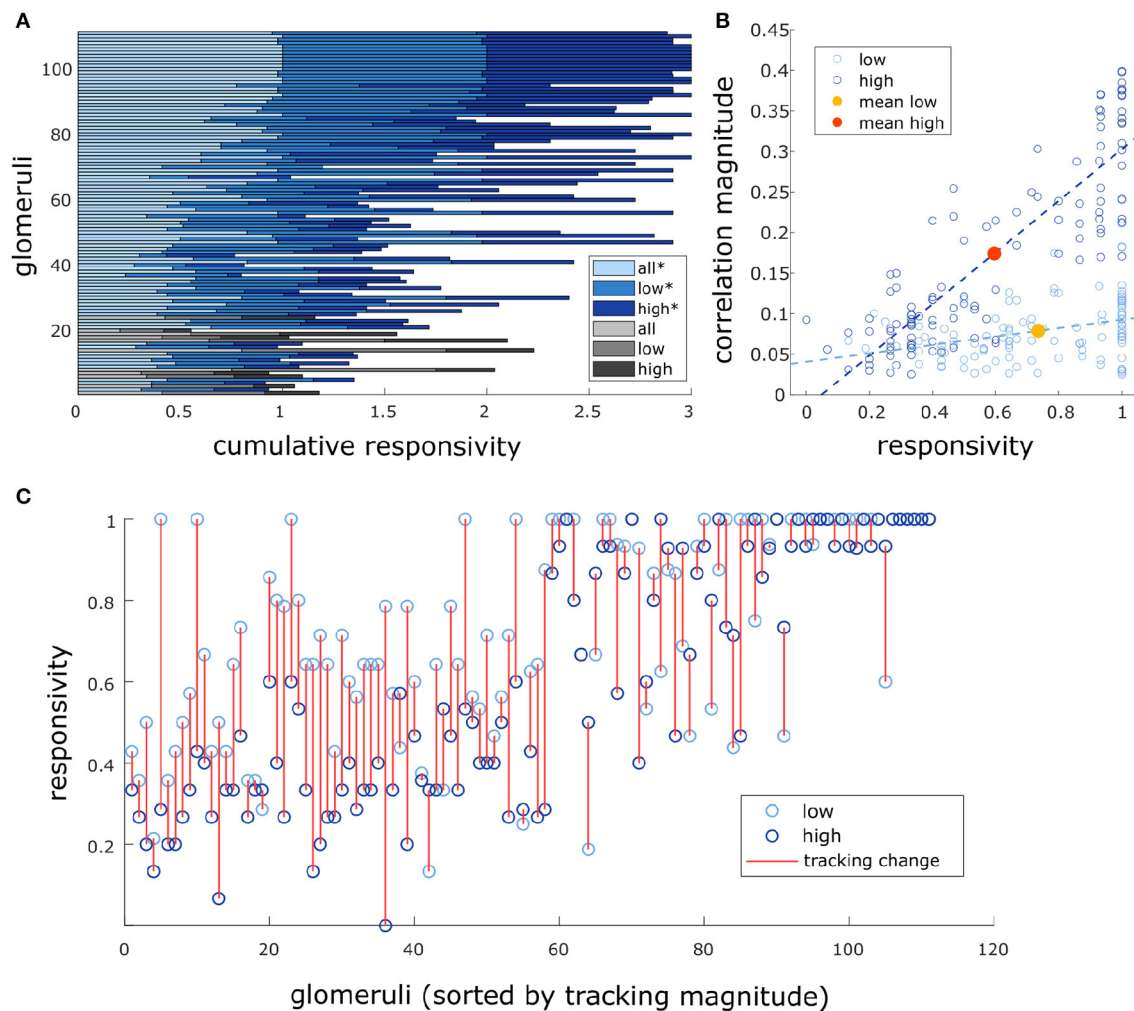 A
glomeruli
100
80
60
40
20
0
0.5
1
1.5
2
2.5
3
cumulative responsivity
all*
low*
high*
all
low
high
B
correlation magnitude
0.45
0.4
0.35
0.3
0.25
0.2
0.15
0.1
0.05
0
0
0.2
0.4
0.6
0.8
1
responsivity
low
high
mean low
mean high
C
responsivity
1
0.8
0.6
0.4
0.2
0
20
40
60
80
100
120
glomeruli (sorted by tracking magnitude)
low
high
tracking change